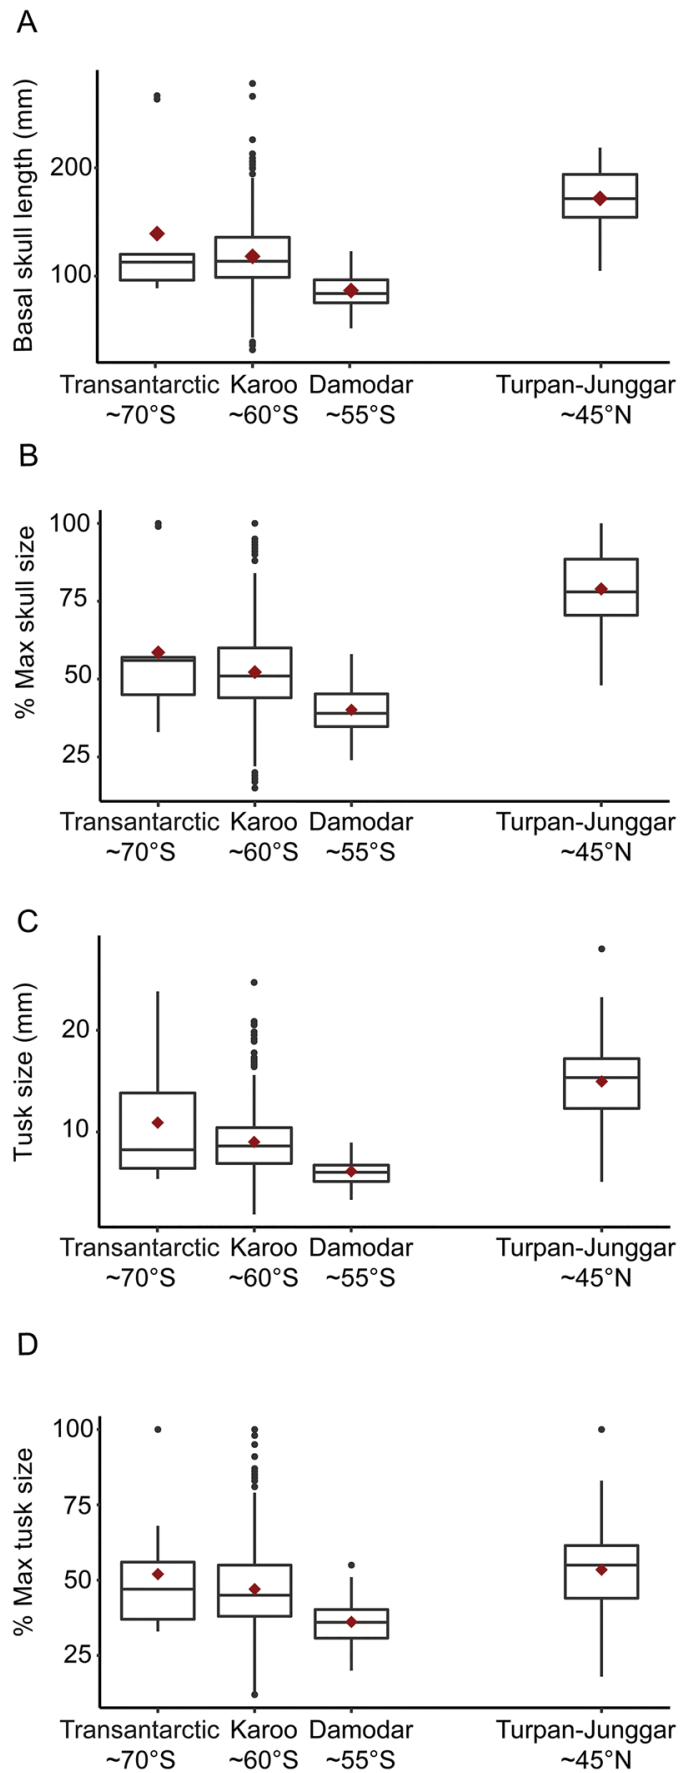 A
Basal skull length (mm)
200
100
Transantarctic Karoo Damodar Turpan-Junggar
~70°S ~60°S ~55°S ~45°N
B
% Max skull size
100
75
50
25
Transantarctic Karoo Damodar Turpan-Junggar
~70°S ~60°S ~55°S ~45°N
C
Tusk size (mm)
20
10
Transantarctic Karoo Damodar Turpan-Junggar
~70°S ~60°S ~55°S ~45°N
D
% Max tusk size
100
75
50
25
Transantarctic Karoo Damodar Turpan-Junggar
~70°S ~60°S ~55°S ~45°N